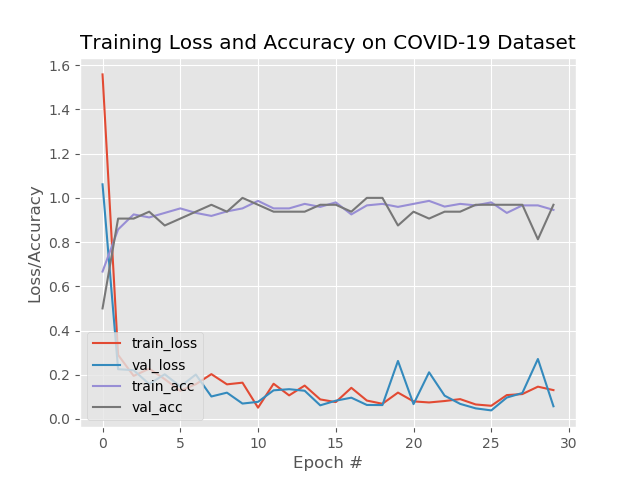 Training Loss and Accuracy on COVID-19 Dataset
1.6
1.4
1.2
1.0
0.8
0.6
0.4
0.2
0.0
Loss/Accuracy
train_loss
val_loss
train_acc
val_acc
0 5 10 15 20 25 30
Epoch #